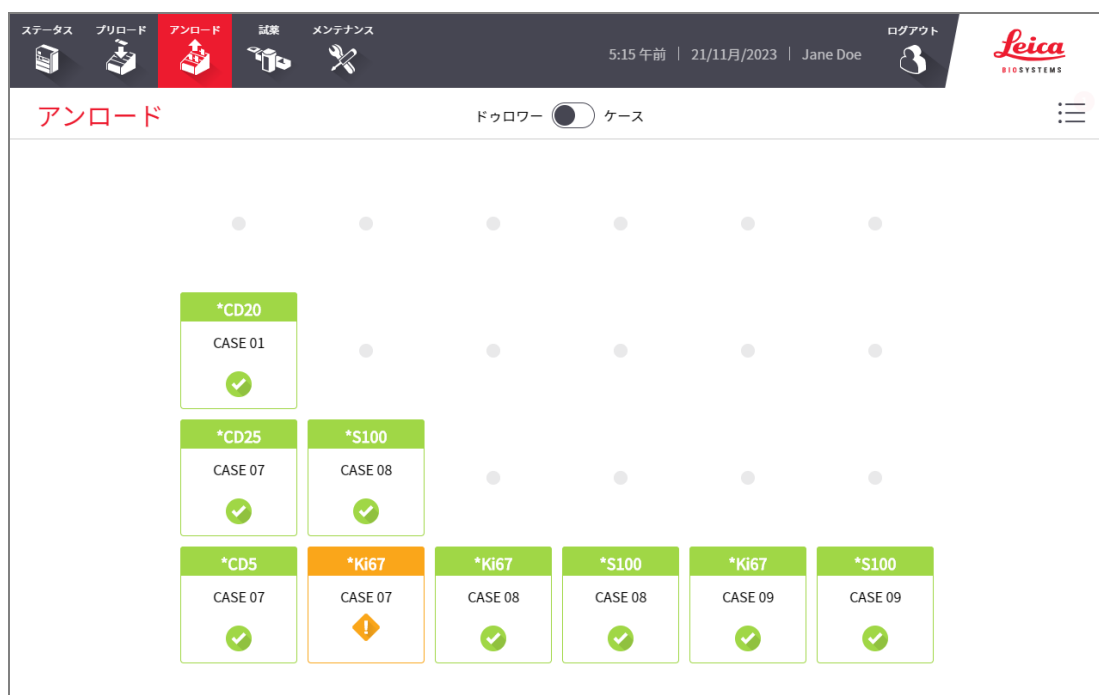 ステータス プリロード アンロード 試薬 メンテナンス
5:15 午前 | 21/11月/2023 | Jane Doe
ログアウト
Leica
BIOSYSTEMS
アンロード
ドゥロワー ケース
*CD20
CASE 01
*CD25 *S100
CASE 07 CASE 08
*CD5 *Ki67 *Ki67 *S100 *Ki67 *S100
CASE 07 CASE 07 CASE 08 CASE 08 CASE 09 CASE 09